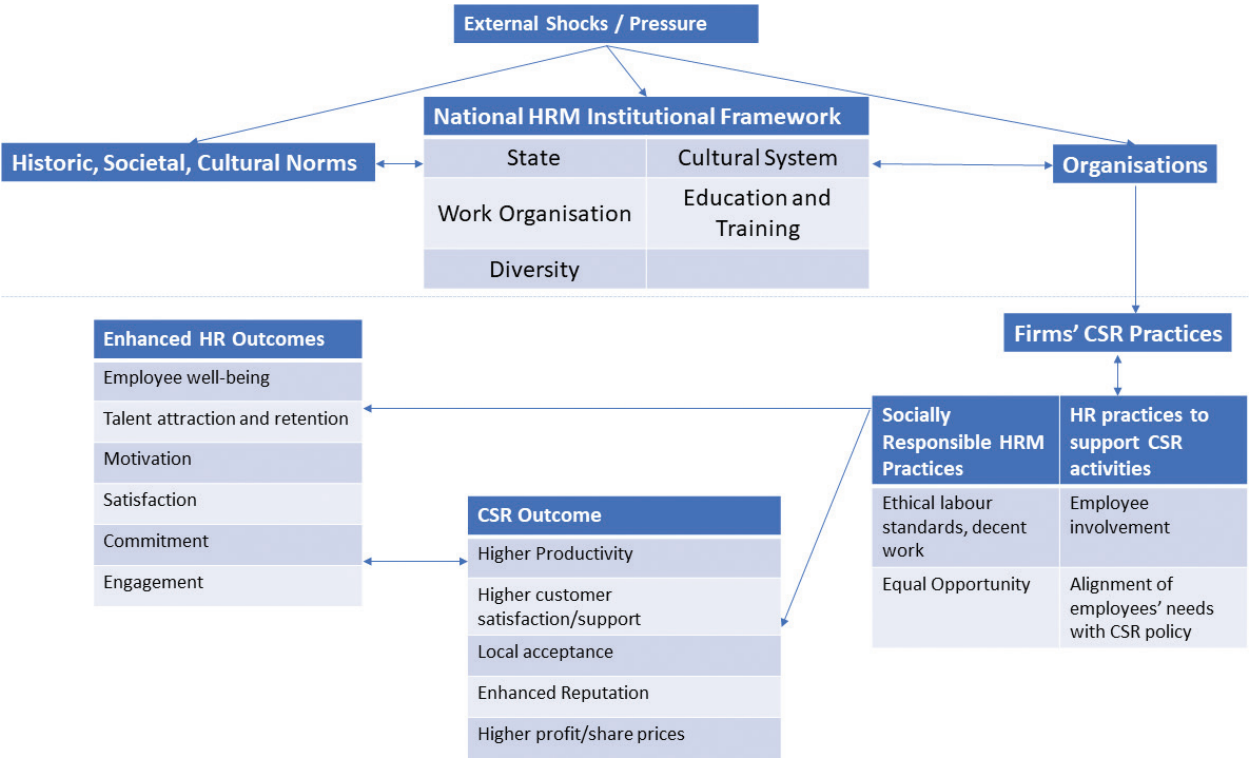 External Shocks / Pressure
National HRM Institutional Framework
Historic, Societal, Cultural Norms
State
Cultural System
Organisations
Work Organisation
Education and
Training
Diversity
Firms’ CSR Practices
Enhanced HR Outcomes
Employee well-being
Talent attraction and retention
Motivation
Satisfaction
Commitment
Engagement
CSR Outcome
Higher Productivity
Higher customer
satisfaction/support
Local acceptance
Enhanced Reputation
Higher profit/share prices
Socially
Responsible HRM
Practices
HR practices to
support CSR
activities
Ethical labour
standards, decent
work
Employee
involvement
Equal Opportunity
Alignment of
employees’ needs
with CSR policy